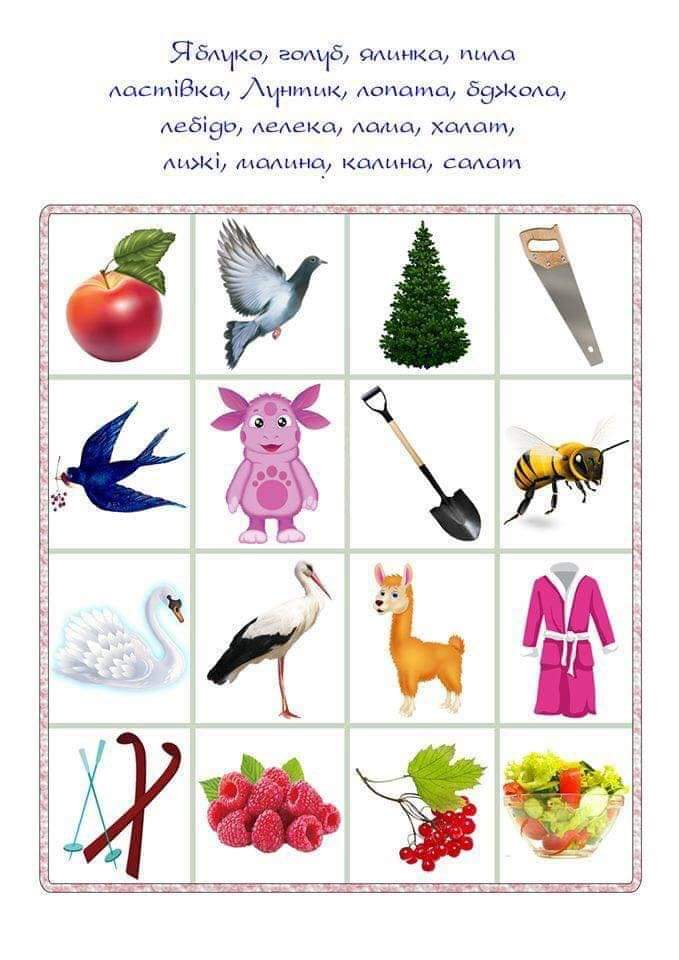 Яблуко, голуб, ялинка, пила
ластівка, Лунтик, лопата, бджола,
лебідь, лелека, лама, халат,
лижі, малина, калина, салат